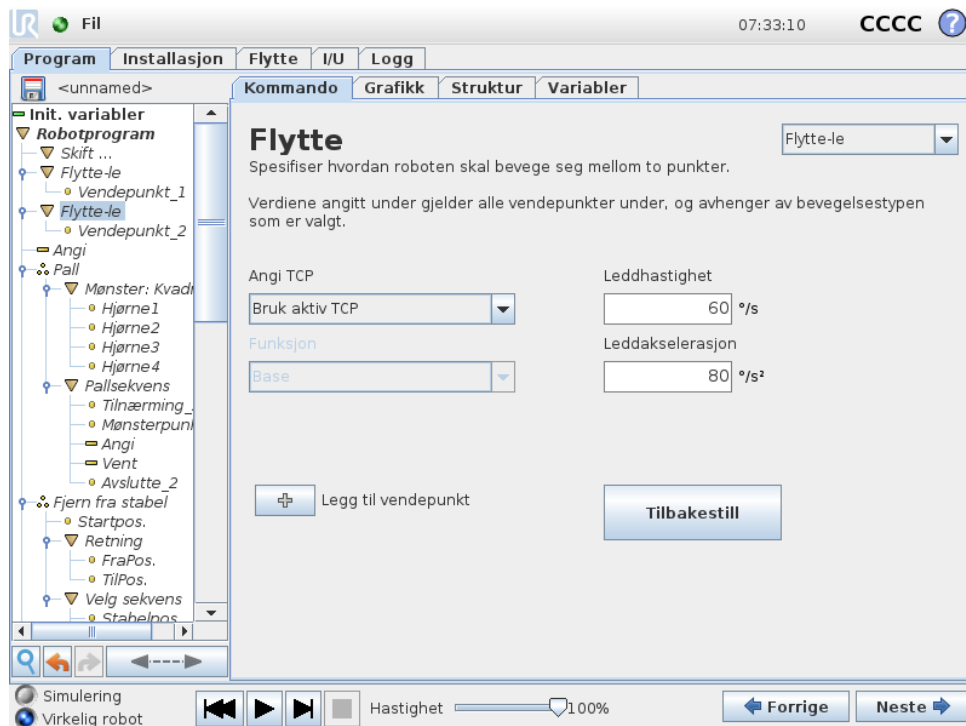 UR Fil 07:33:10 CCCC ?
Program Installasjon Flytte I/U Logg
<unnamed>
Kommando Grafikk Struktur Variabler
Init. variabler
Robotprogram
Skift ...
Flytte-le
Vendepunkt_1
Flytte-le
Vendepunkt_2
Angi
Pall
Mønster: Kvadr
Hjørne1
Hjørne2
Hjørne3
Hjørne4
Pallsekvens
Tilnærming_
Mønsterpunk
Angi
Vent
Avslutte_2
Fjern fra stabel
Startpos.
Retning
FraPos.
TilPos.
Velg sekvens
Stabelpos
Flytte
Flytte-le
Spesifiser hvordan roboten skal bevege seg mellom to punkter.
Verdiene angitt under gjelder alle vendepunkter under, og avhenger av bevegelsestypen
som er valgt.
Angi TCP
Bruk aktiv TCP
Funksjon
Base
Leddhastighet
60 °/s
Leddakselerasjon
80 °/s²
Legg til vendepunkt
Tilbakestill
Simulering
Virkelig robot
Hastighet 100%
Forrige
Neste